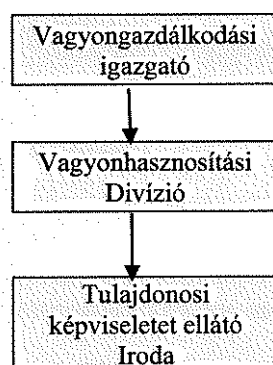 Vagyongazdálkodási
igazgató
Vagyonhasznosítási
Divízió
Tulajdonosi
képviseletet ellátó
Iroda